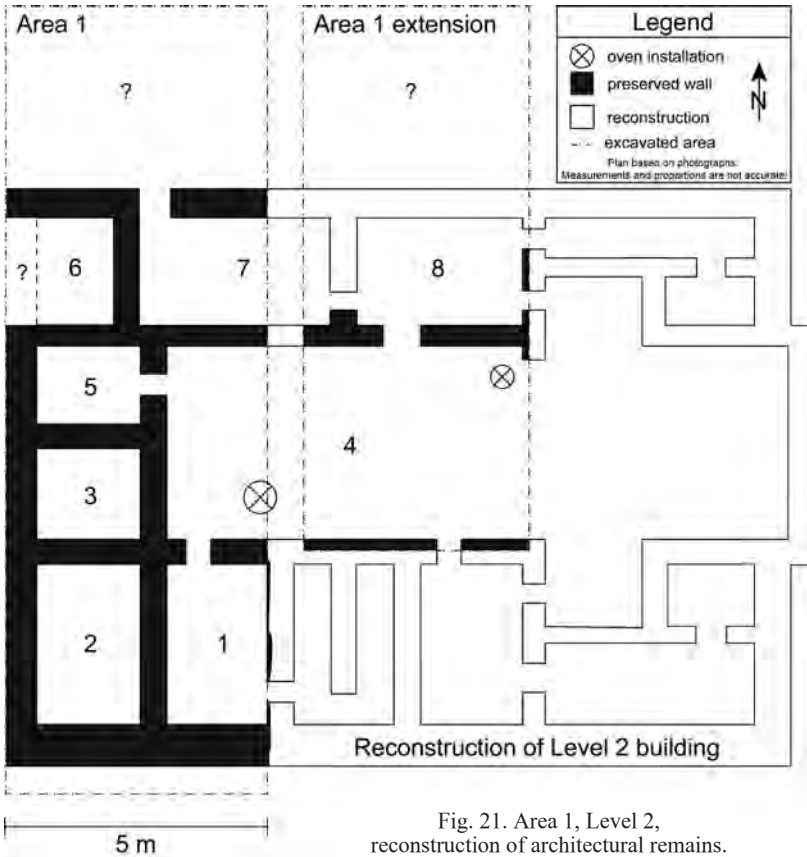 Area 1
Area 1 extension
Legend
oven installation
preserved wall
N
reconstruction
excavated area
Plan based on photographs.
Measurements and proportions are not accurate!
?
?
?
6
7
8
5
4
3
2
1
Reconstruction of Level 2 building
5 m
Fig. 21. Area 1, Level 2,
reconstruction of architectural remains.